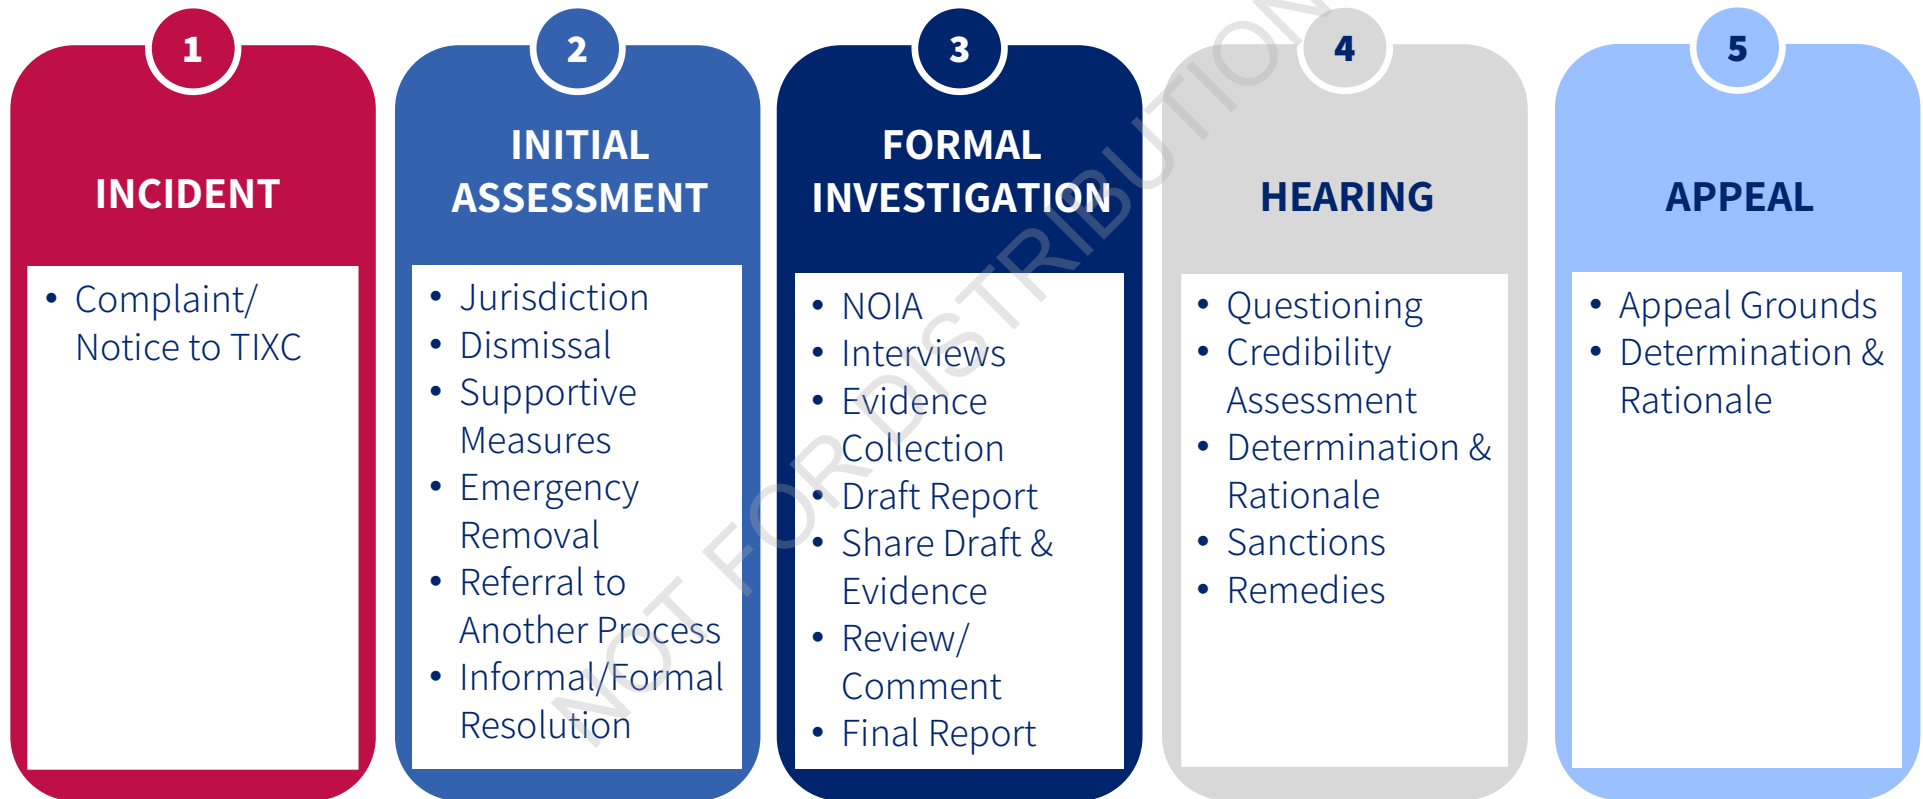 1
INCIDENT
• Complaint/
Notice to TIXC
2
INITIAL
ASSESSMENT
• Jurisdiction
• Dismissal
• Supportive
Measures
• Emergency
Removal
• Referral to
Another Process
• Informal/Formal
Resolution
3
FORMAL
INVESTIGATION
• NOIA
• Interviews
• Evidence
Collection
• Draft Report
• Share Draft &
Evidence
• Review/
Comment
• Final Report
4
HEARING
• Questioning
• Credibility
Assessment
• Determination &
Rationale
• Sanctions
• Remedies
5
APPEAL
• Appeal Grounds
• Determination &
Rationale
NOT FOR DISTRIBUTION